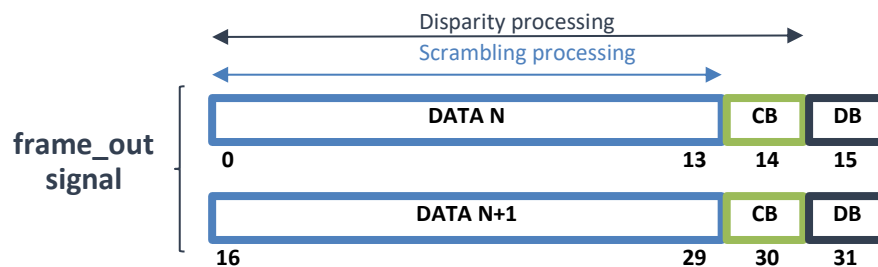 Disparity processing
Scrambling processing
frame_out
signal
DATA N CB DB
0 13 14 15
DATA N+1 CB DB
16 29 30 31